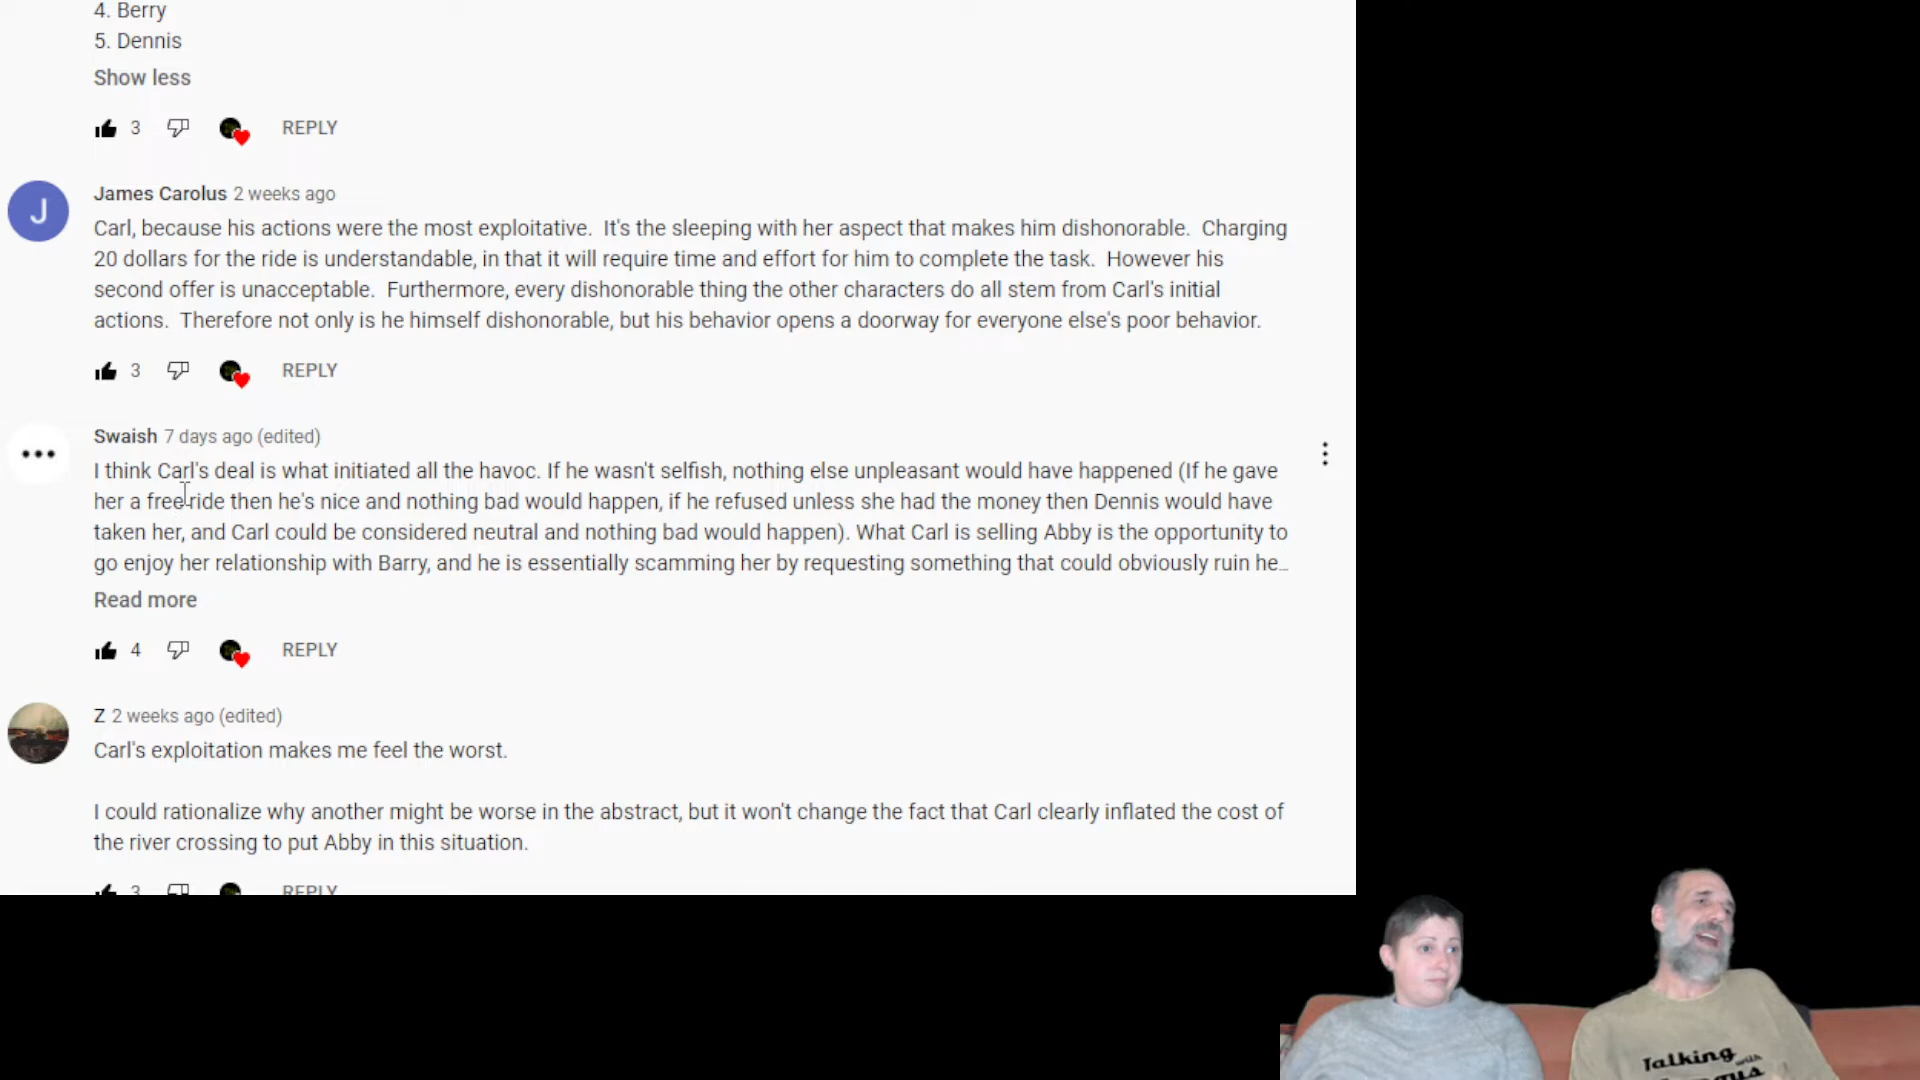 4. Berry
5. Dennis
Show less
3 REPLY
J
James Carolus 2 weeks ago
Carl, because his actions were the most exploitative. It's the sleeping with her aspect that makes him dishonorable. Charging
20 dollars for the ride is understandable, in that it will require time and effort for him to complete the task. However his
second offer is unacceptable. Furthermore, every dishonorable thing the other characters do all stem from Carl's initial
actions. Therefore not only is he himself dishonorable, but his behavior opens a doorway for everyone else's poor behavior.
3 REPLY
Swaish 7 days ago (edited)
I think Carl's deal is what initiated all the havoc. If he wasn't selfish, nothing else unpleasant would have happened (If he gave
her a free ride then he's nice and nothing bad would happen, if he refused unless she had the money then Dennis would have
taken her, and Carl could be considered neutral and nothing bad would happen). What Carl is selling Abby is the opportunity to
go enjoy her relationship with Barry, and he is essentially scamming her by requesting something that could obviously ruin he...
Read more
4 REPLY
Z 2 weeks ago (edited)
Carl's exploitation makes me feel the worst.
I could rationalize why another might be worse in the abstract, but it won't change the fact that Carl clearly inflated the cost of
the river crossing to put Abby in this situation.
3 REPLY
Talking with